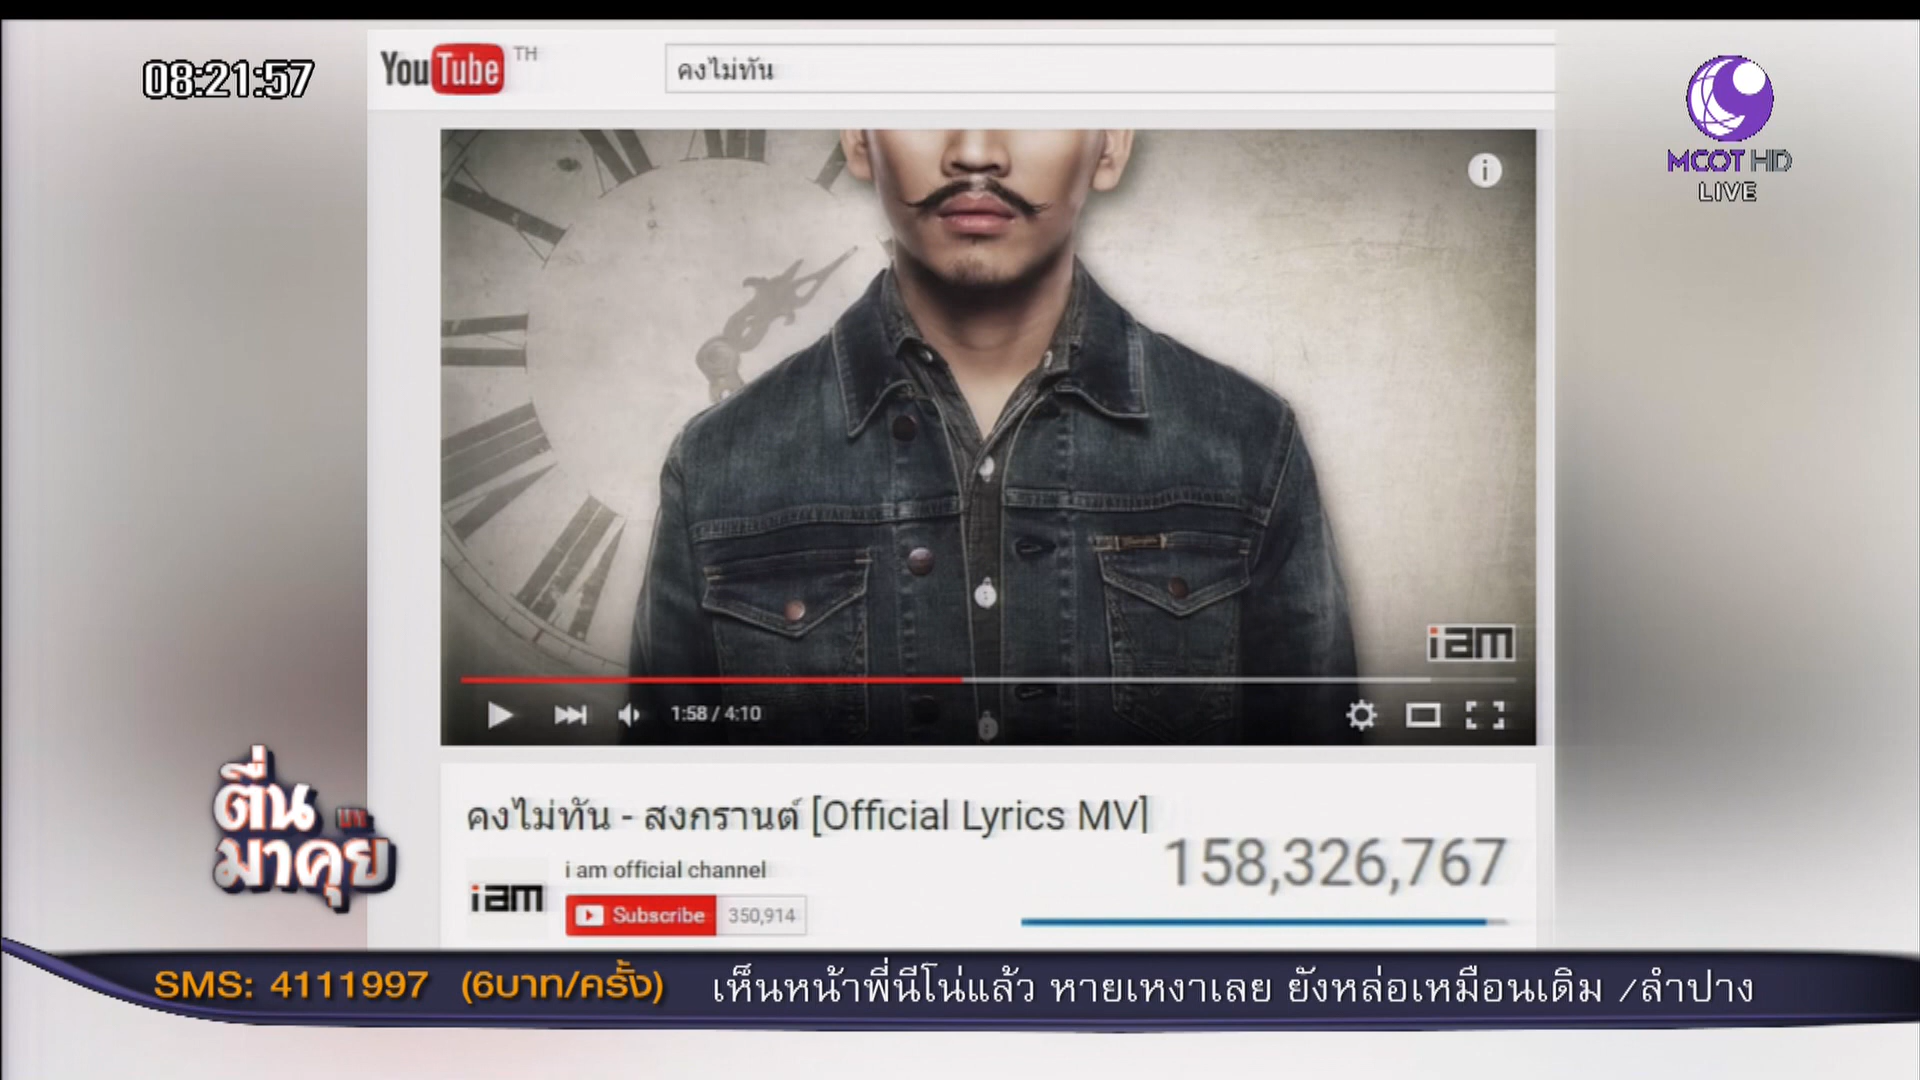 08:21:57
YouTube TH
คงไม่ทัน
MCOT HD
LIVE
i
iam
1:58 / 4:10
ตื่นมาคุย
คงไม่ทัน - สงกรานต์ [Official Lyrics MV]
158,326,767
i am official channel
iam
Subscribe 350,914
SMS: 4111997 (6บาท/ครั้ง) เห็นหน้าพี่นีโน่แล้ว หายเหงาเลย ยังหล่อเหมือนเดิม /ลำปาง